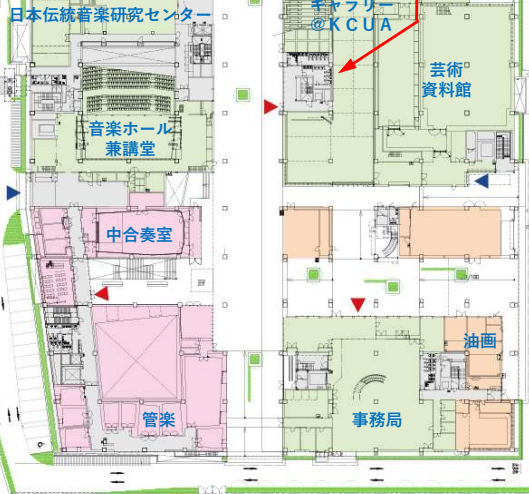 日本伝統音楽研究センター
ギャラリー
@KCUA
芸術
資料館
音楽ホール
兼講堂
中合奏室
油画
管楽
事務局